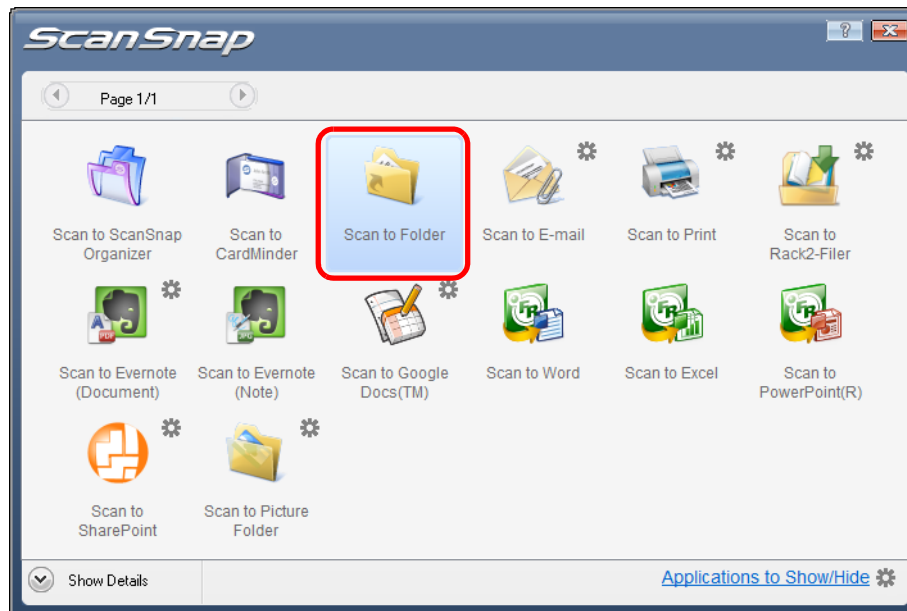 ScanSnap
?
Page 1/1
Scan to ScanSnap
Organizer
Scan to
CardMinder
Scan to Folder
Scan to E-mail
Scan to Print
Scan to
Rack2-Filer
Scan to Evernote
(Document)
Scan to Evernote
(Note)
Scan to Google
Docs(TM)
Scan to Word
Scan to Excel
Scan to
PowerPoint(R)
Scan to
SharePoint
Scan to Picture
Folder
Show Details
Applications to Show/Hide